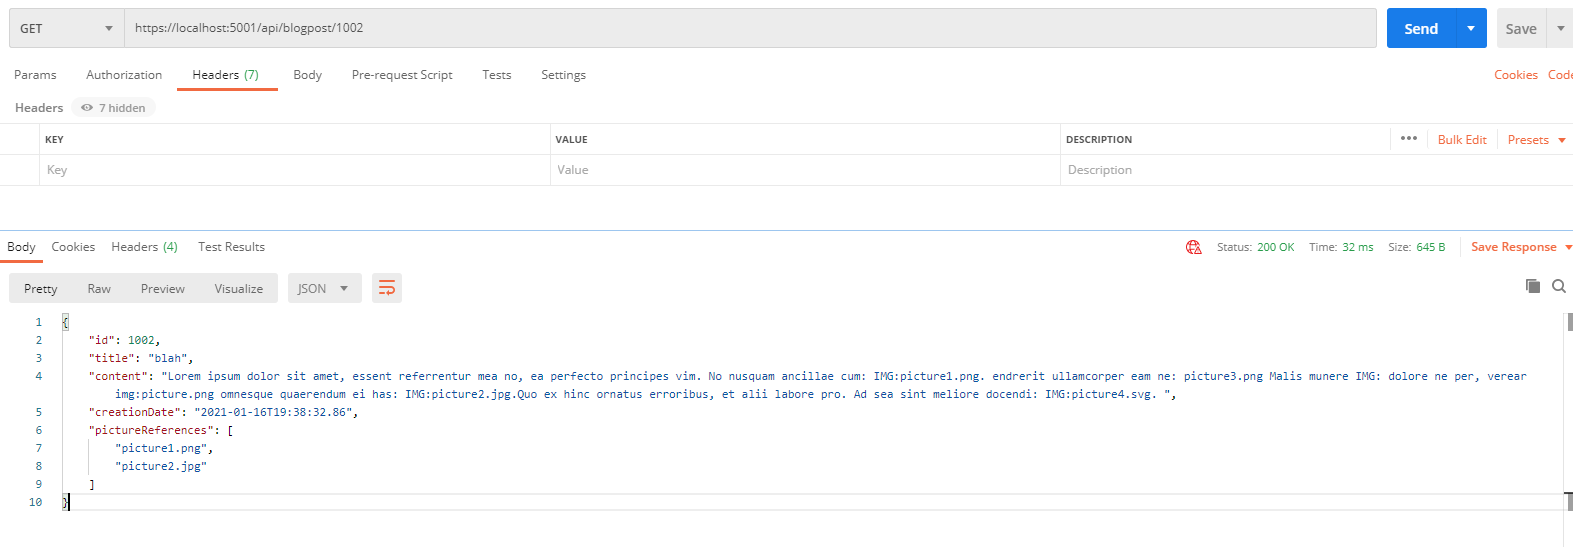 GET https://localhost:5001/api/blogpost/1002 Send Save
Params Authorization Headers (7) Body Pre-request Script Tests Settings Cookies Code
Headers 7 hidden
KEY VALUE DESCRIPTION ••• Bulk Edit Presets
Key Value Description
Body Cookies Headers (4) Test Results Status: 200 OK Time: 32 ms Size: 645 B Save Response
Pretty Raw Preview Visualize JSON
1 {
2 "id": 1002,
3 "title": "blah",
4 "content": "Lorem ipsum dolor sit amet, essent referrentur mea no, ea perfecto principes vim. No nusquam ancillae cum: IMG:picture1.png. endrerit ullamcorper eam ne: picture3.png Malis munere IMG: dolore ne per, verear
img:picture.png omnesque quaerendum ei has: IMG:picture2.jpg.Quo ex hinc ornatus erroribus, et alii labore pro. Ad sea sint meliore docendi: IMG:picture4.svg. ",
5 "creationDate": "2021-01-16T19:38:32.86",
6 "pictureReferences": [
7 "picture1.png",
8 "picture2.jpg"
9 ]
10 }